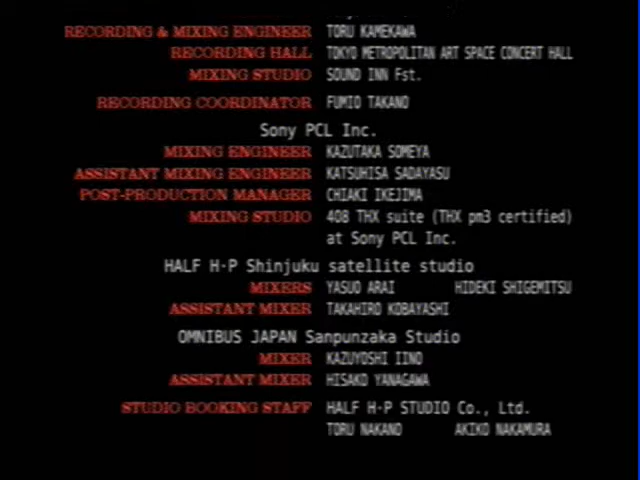 RECORDING & MIXING ENGINEER TORU KAMEKAWA
RECORDING HALL TOKYO METROPOLITAN ART SPACE CONCERT HALL
MIXING STUDIO SOUND INN Fst.
RECORDING COORDINATOR FUMIO TAKANO
Sony PCL Inc.
MIXING ENGINEER KAZUTAKA SOMEYA
ASSISTANT MIXING ENGINEER KATSUHISA SADAYASU
POST-PRODUCTION MANAGER CHIAKI IKEJIMA
MIXING STUDIO 408 THX suite (THX pm3 certified)
at Sony PCL Inc.
HALF H·P Shinjuku satellite studio
MIXERS YASUO ARAI HIDEKI SHIGEMITSU
ASSISTANT MIXER TAKAHIRO KOBAYASHI
OMNIBUS JAPAN Sanpunzaka Studio
MIXER KAZUYOSHI IINO
ASSISTANT MIXER HISAKO YANAGAWA
STUDIO BOOKING STAFF HALF H·P STUDIO Co., Ltd.
TORU NAKANO AKIKO NAKAMURA